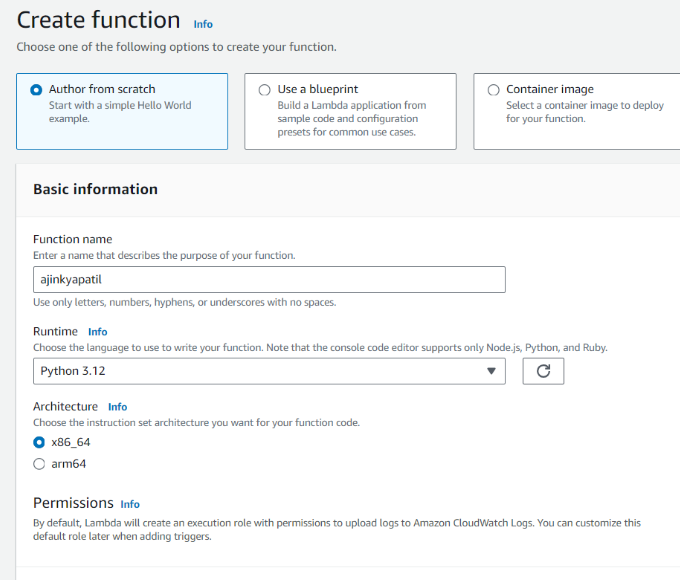 Create function Info
Choose one of the following options to create your function.
Author from scratch
Start with a simple Hello World
example.
Use a blueprint
Build a Lambda application from
sample code and configuration
presets for common use cases.
Container image
Select a container image to deploy
for your function.
Basic information
Function name
Enter a name that describes the purpose of your function.
ajinkyapatil
Use only letters, numbers, hyphens, or underscores with no spaces.
Runtime Info
Choose the language to use to write your function. Note that the console code editor supports only Node.js, Python, and Ruby.
Python 3.12
Architecture Info
Choose the instruction set architecture you want for your function code.
x86_64
arm64
Permissions Info
By default, Lambda will create an execution role with permissions to upload logs to Amazon CloudWatch Logs. You can customize this
default role later when adding triggers.